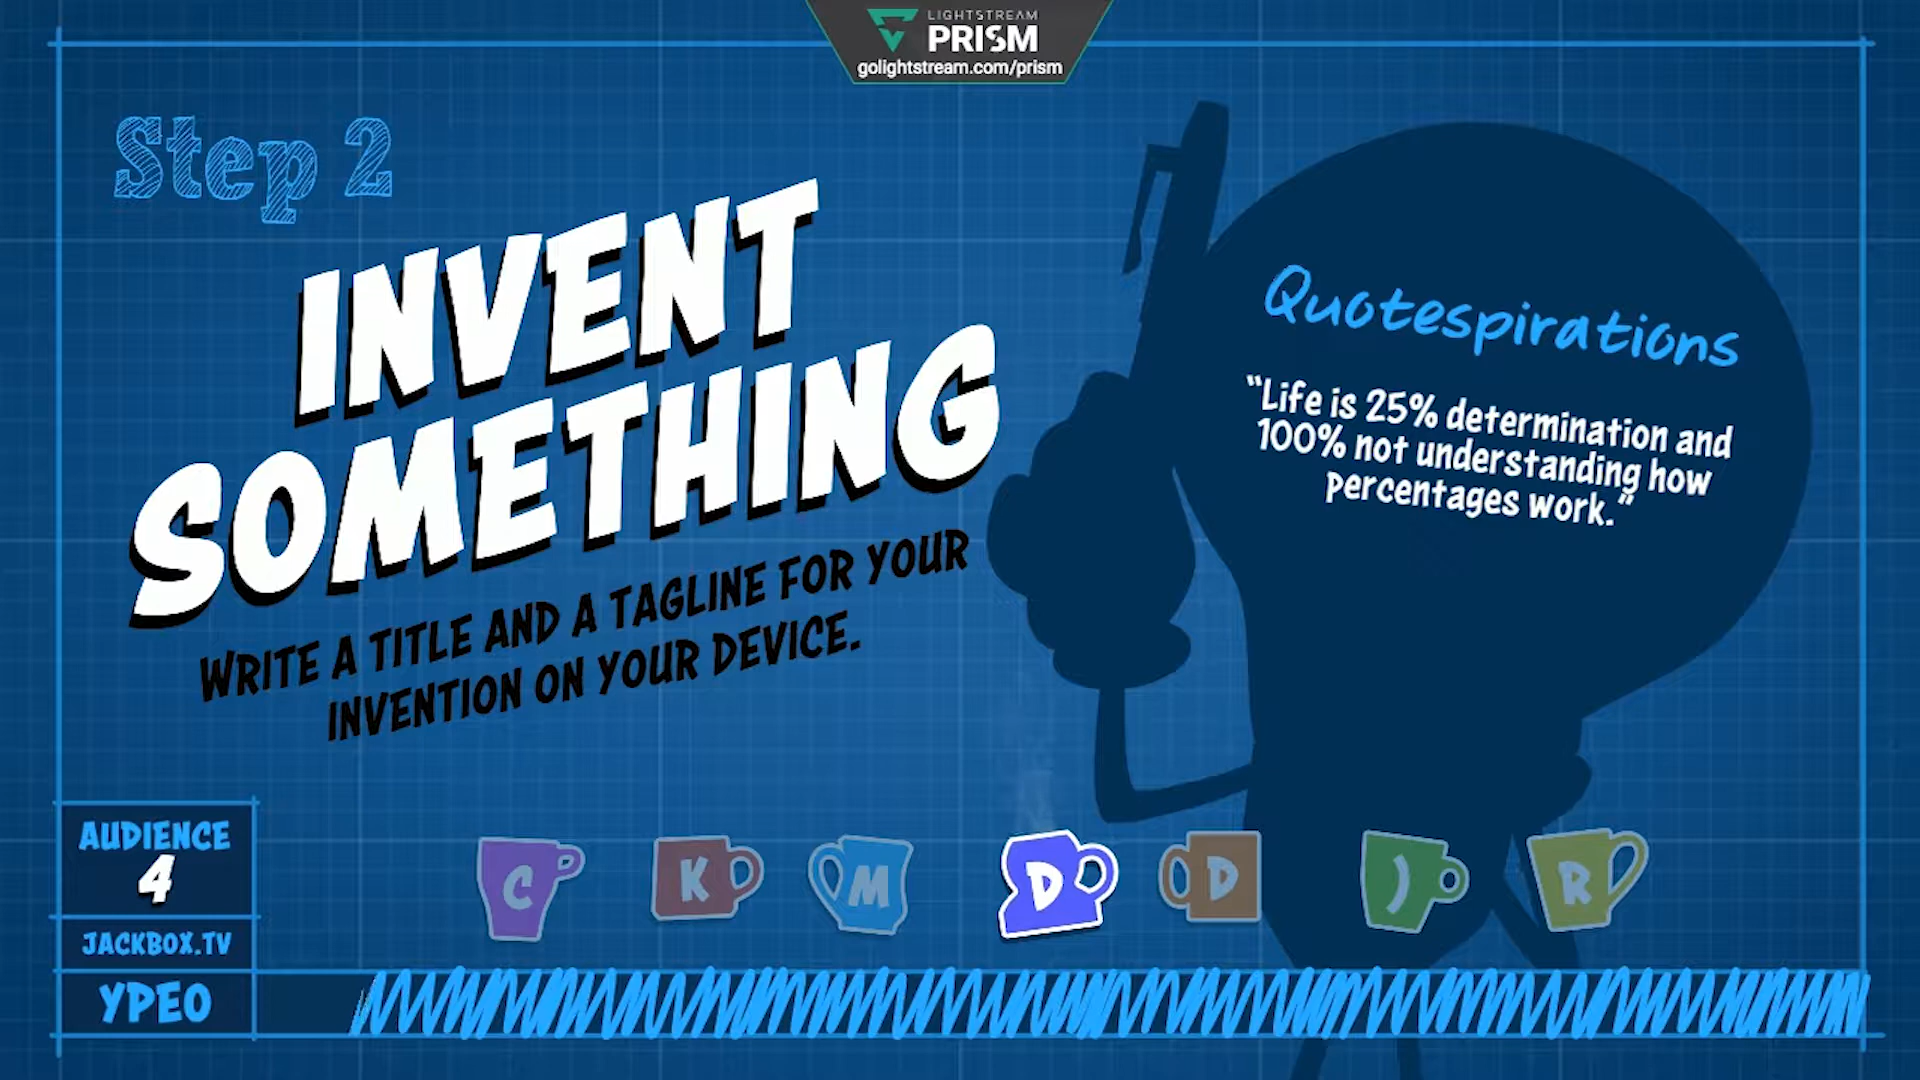 LIGHTSTREAM
PRISM
golightstream.com/prism
Step 2
INVENT
SOMETHING
WRITE A TITLE AND A TAGLINE FOR YOUR
INVENTION ON YOUR DEVICE.
Quotespirations
“Life is 25% determination and
100% not understanding how
percentages work.”
AUDIENCE
4
JACKBOX.TV
YPEO
C K M D D J R